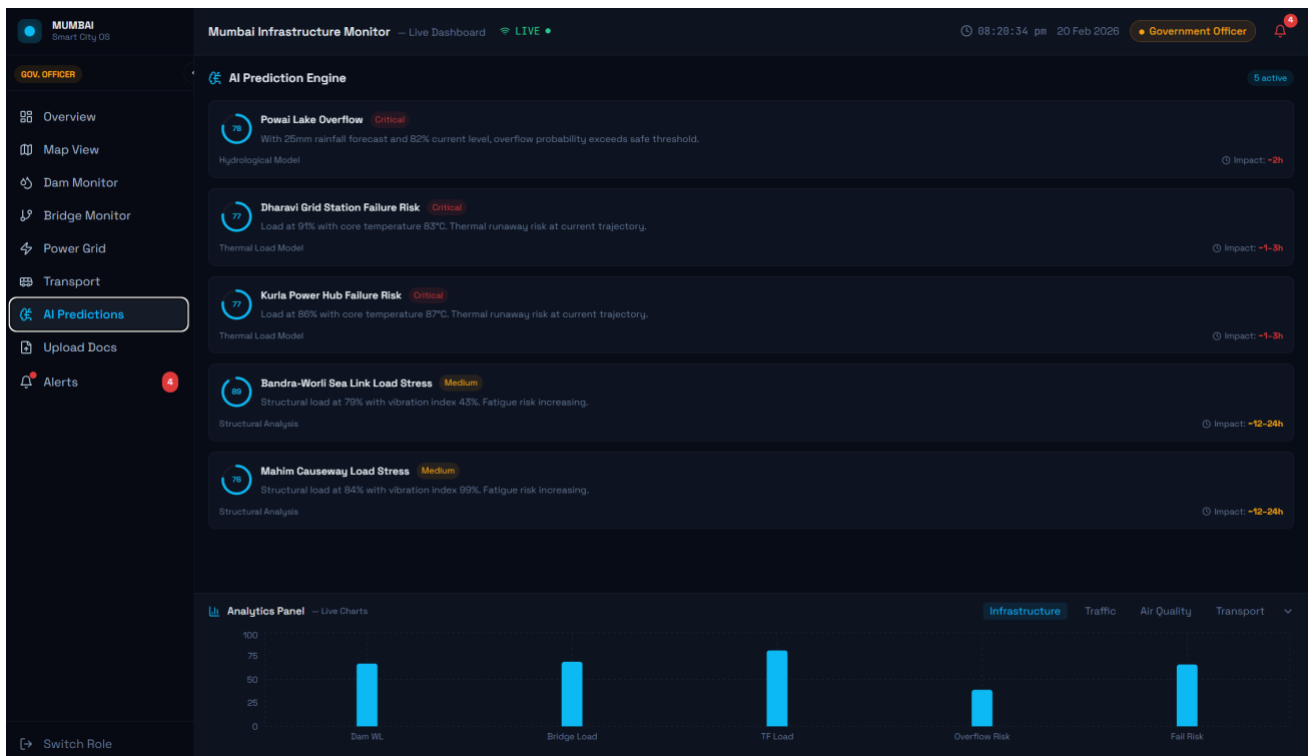 MUMBAI
Smart City OS
Mumbai Infrastructure Monitor — Live Dashboard LIVE
08:20:34 pm 20 Feb 2026 Government Officer 4
GOV. OFFICER
Overview
Map View
Dam Monitor
Bridge Monitor
Power Grid
Transport
AI Predictions
Upload Docs
Alerts 4
Switch Role
AI Prediction Engine 5 active
78 Powai Lake Overflow Critical
With 25mm rainfall forecast and 82% current level, overflow probability exceeds safe threshold.
Hydrological Model Impact: ~2h
77 Dharavi Grid Station Failure Risk Critical
Load at 91% with core temperature 83°C. Thermal runaway risk at current trajectory.
Thermal Load Model Impact: ~1-3h
77 Kurla Power Hub Failure Risk Critical
Load at 86% with core temperature 87°C. Thermal runaway risk at current trajectory.
Thermal Load Model Impact: ~1-3h
89 Bandra-Worli Sea Link Load Stress Medium
Structural load at 79% with vibration index 43%. Fatigue risk increasing.
Structural Analysis Impact: ~12-24h
76 Mahim Causeway Load Stress Medium
Structural load at 84% with vibration index 99%. Fatigue risk increasing.
Structural Analysis Impact: ~12-24h
Analytics Panel — Live Charts Infrastructure Traffic Air Quality Transport
100
75
50
25
0
Dam WL Bridge Load TF Load Overflow Risk Fail Risk